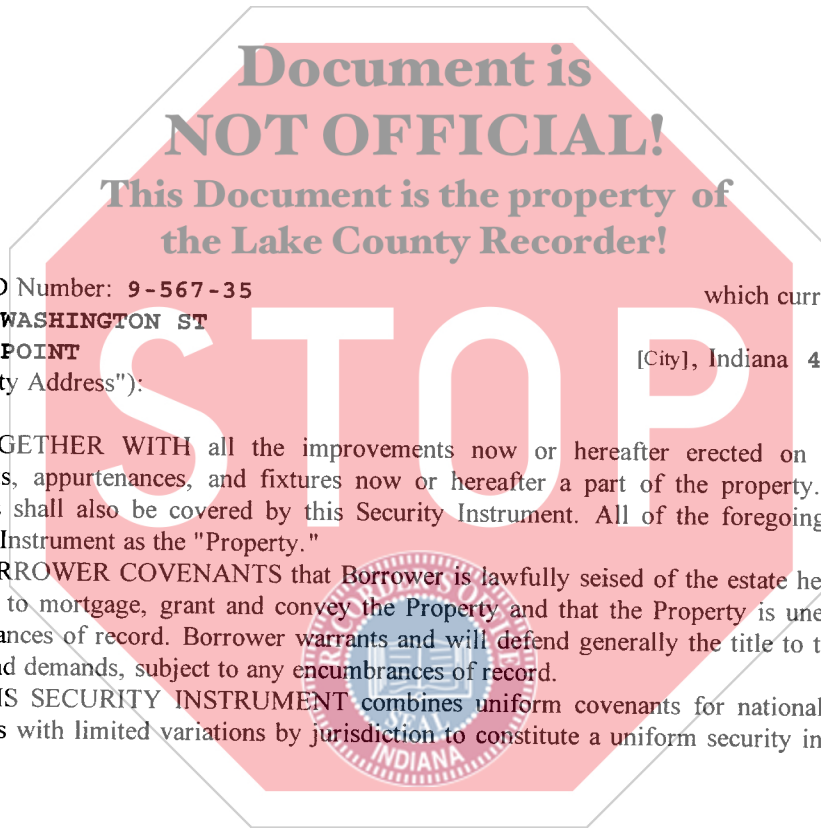 Document is
NOT OFFICIAL!
This Document is the property of
the Lake County Recorder!
Number: 9-567-35 which curr
WASHINGTON ST
POINT [City], Indiana 4
ty Address"):
STOP
GETHER WITH all the improvements now or hereafter erected on
s, appurtenances, and fixtures now or hereafter a part of the property.
shall also be covered by this Security Instrument. All of the foregoing
Instrument as the "Property."
RROWER COVENANTS that Borrower is lawfully seised of the estate he
to mortgage, grant and convey the Property and that the Property is une
ances of record. Borrower warrants and will defend generally the title to t
d demands, subject to any encumbrances of record.
IS SECURITY INSTRUMENT combines uniform covenants for national
s with limited variations by jurisdiction to constitute a uniform security in
SEAL
INDIANA